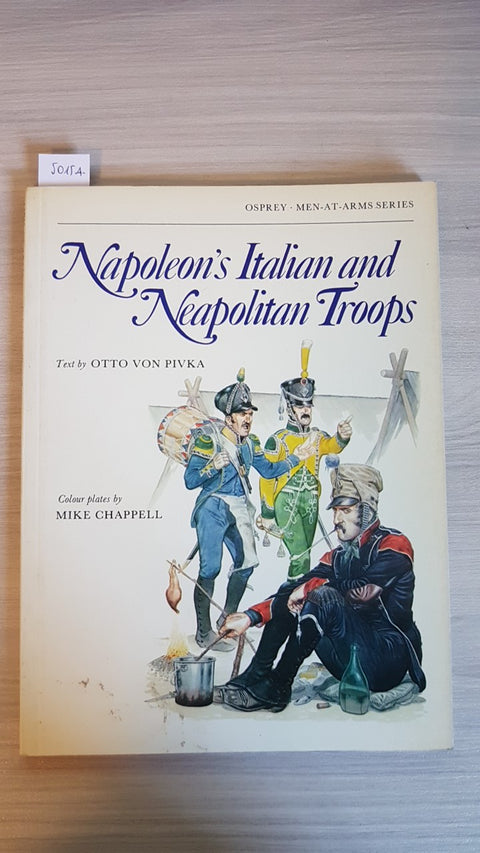 5015A
OSPREY · MEN-AT-ARMS SERIES
Napoleon's Italian and
Neapolitan Troops
Text by OTTO VON PIVKA
Colour plates by
MIKE CHAPPELL